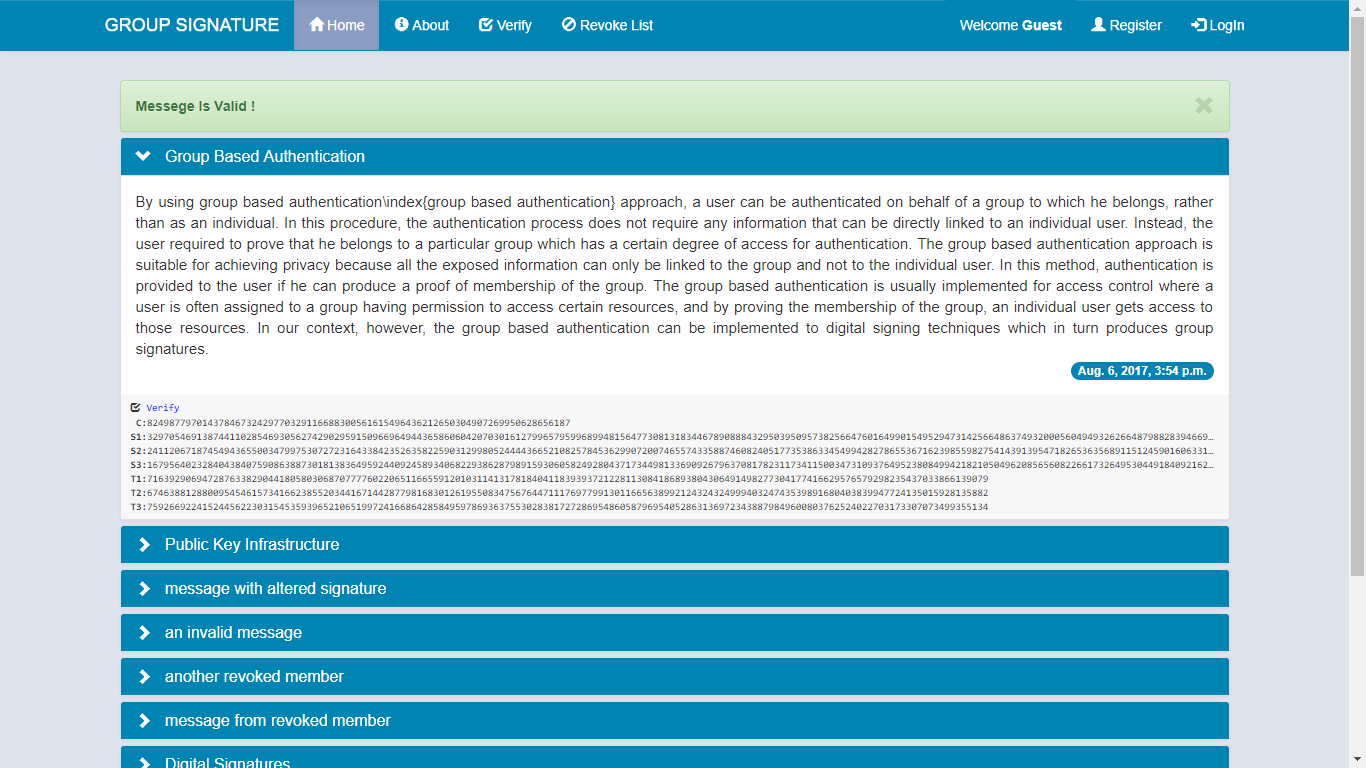 GROUP SIGNATURE Home About Verify Revoke List Welcome Guest Register LogIn
Messege Is Valid !
Group Based Authentication
By using group based authentication\index{group based authentication} approach, a user can be authenticated on behalf of a group to which he belongs, rather
than as an individual. In this procedure, the authentication process does not require any information that can be directly linked to an individual user. Instead, the
user required to prove that he belongs to a particular group which has a certain degree of access for authentication. The group based authentication approach is
suitable for achieving privacy because all the exposed information can only be linked to the group and not to the individual user. In this method, authentication is
provided to the user if he can produce a proof of membership of the group. The group based authentication is usually implemented for access control where a
user is often assigned to a group having permission to access certain resources, and by proving the membership of the group, an individual user gets access to
those resources. In our context, however, the group based authentication can be implemented to digital signing techniques which in turn produces group
signatures.
Aug. 6, 2017, 3:54 p.m.
Verify
C:
S1:
S2:
S3:
T1:
T2:
T3:
Public Key Infrastructure
message with altered signature
an invalid message
another revoked member
message from revoked member
Digital Signatures